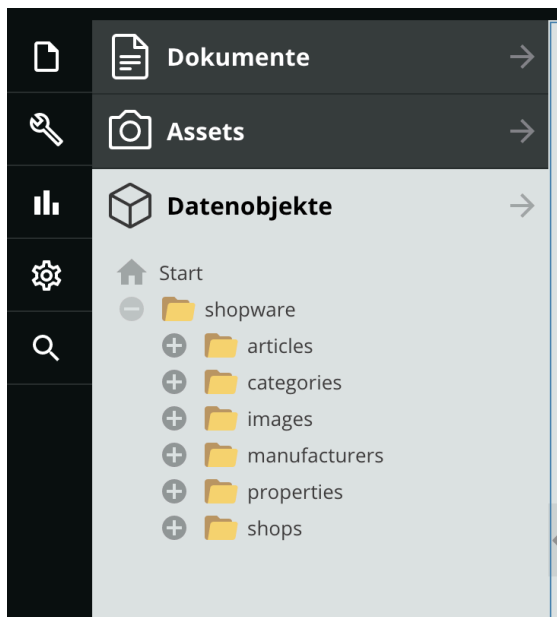 Dokumente
Assets
Datenobjekte
Start
shopware
articles
categories
images
manufacturers
properties
shops